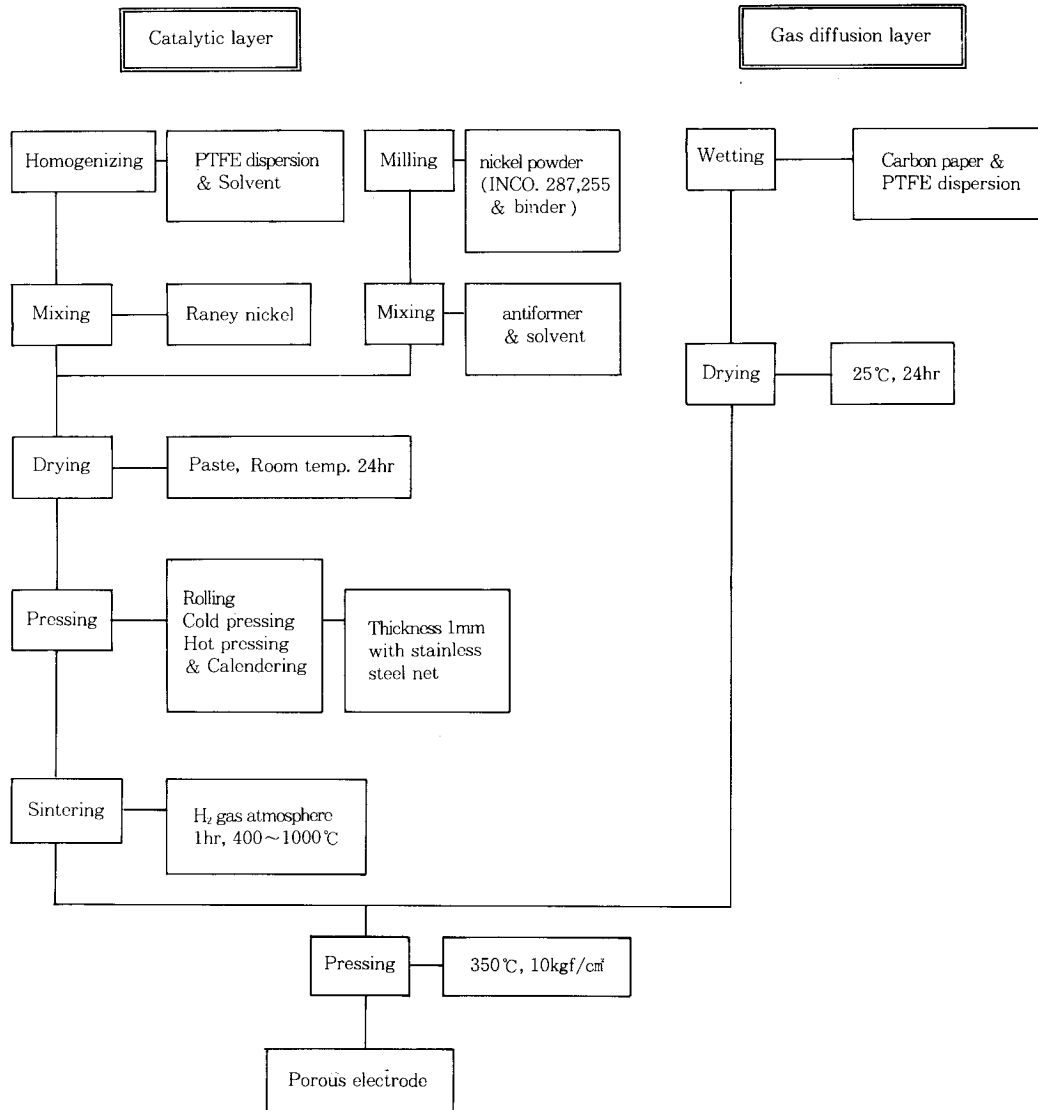 Catalytic layer
Gas diffusion layer
Homogenizing
PTFE dispersion
& Solvent
Milling
nickel powder
(INCO. 287,255
& binder )
Wetting
Carbon paper &
PTFE dispersion
Mixing
Raney nickel
Mixing
antiformer
& solvent
Drying
25℃, 24hr
Drying
Paste, Room temp. 24hr
Pressing
Rolling
Cold pressing
Hot pressing
& Calendering
Thickness 1mm
with stainless
steel net
Sintering
H₂ gas atmosphere
1hr, 400～1000℃
Pressing
350℃, 10kgf/㎠
Porous electrode